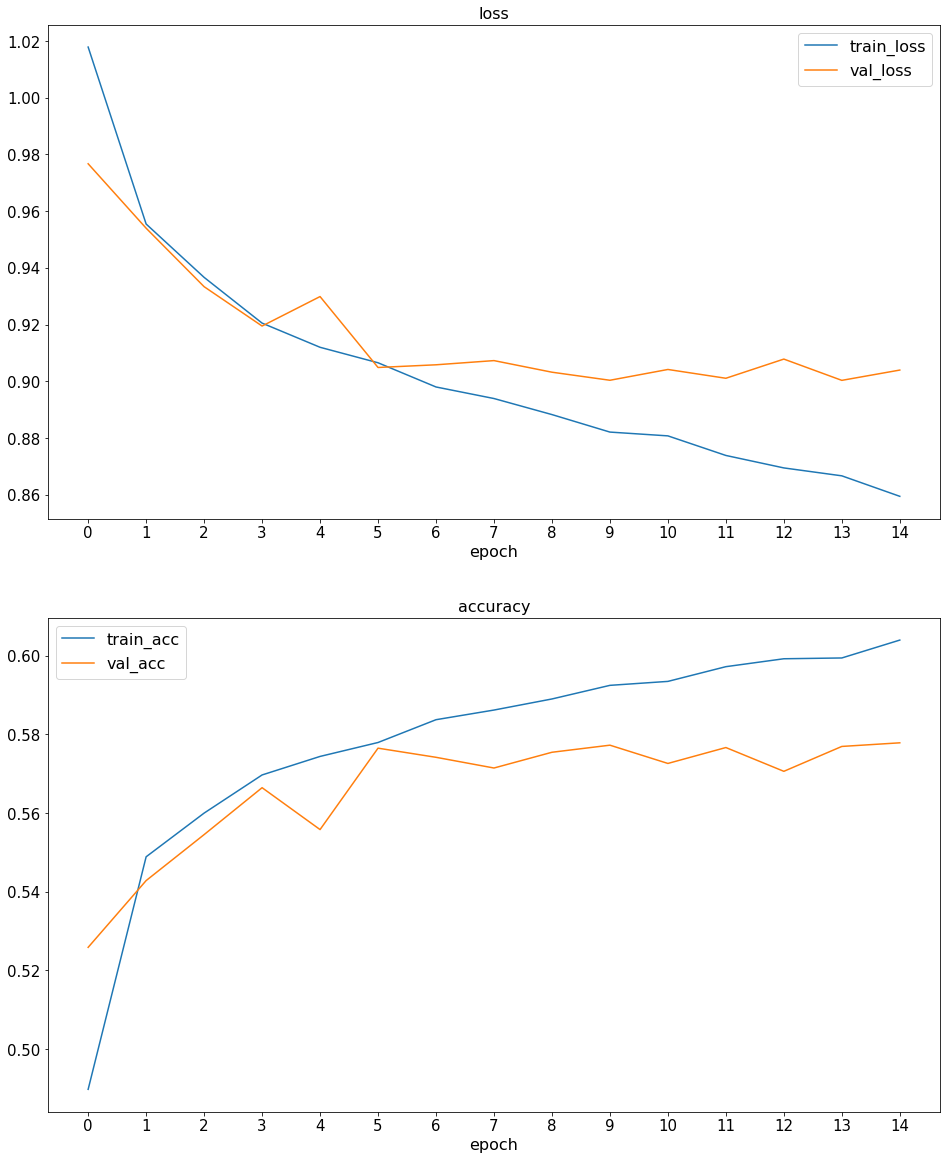 loss
train_loss
val_loss
1.02
1.00
0.98
0.96
0.94
0.92
0.90
0.88
0.86
0 1 2 3 4 5 6 7 8 9 10 11 12 13 14
epoch
accuracy
train_acc
val_acc
0.60
0.58
0.56
0.54
0.52
0.50
0 1 2 3 4 5 6 7 8 9 10 11 12 13 14
epoch